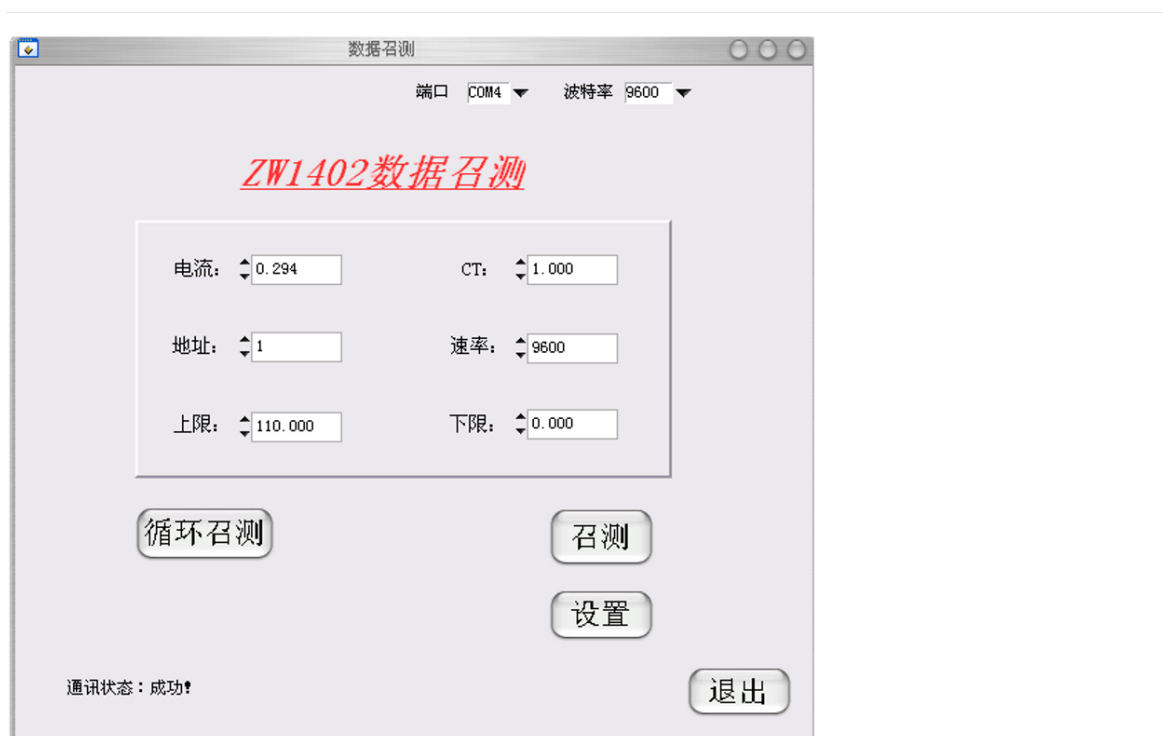 数据召测
端口 COM4 波特率 9600
ZW1402数据召测
电流: 0.294 CT: 1.000
地址: 1 速率: 9600
上限: 110.000 下限: 0.000
循环召测 召测
设置
通讯状态：成功!
退出